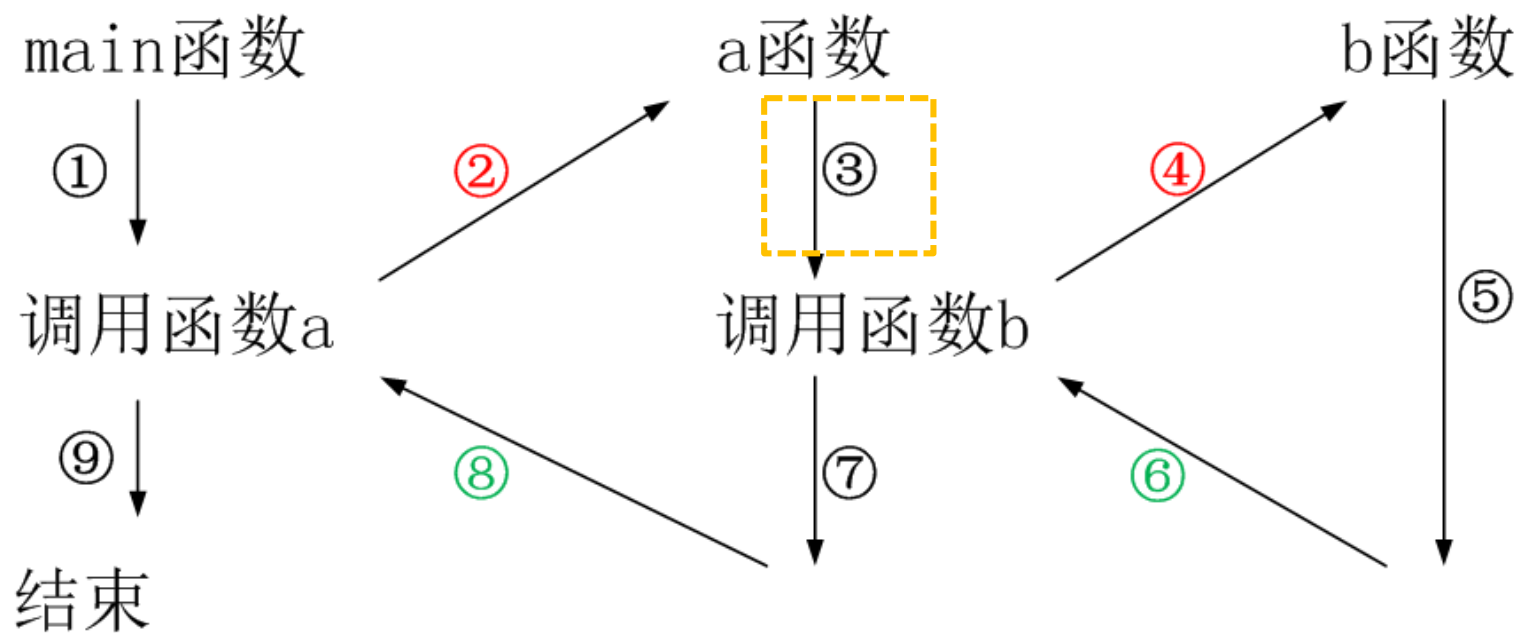 main函数 a函数 b函数
① ② ③ ④
⑤
调用函数a 调用函数b
⑨ ⑧ ⑦ ⑥
结束